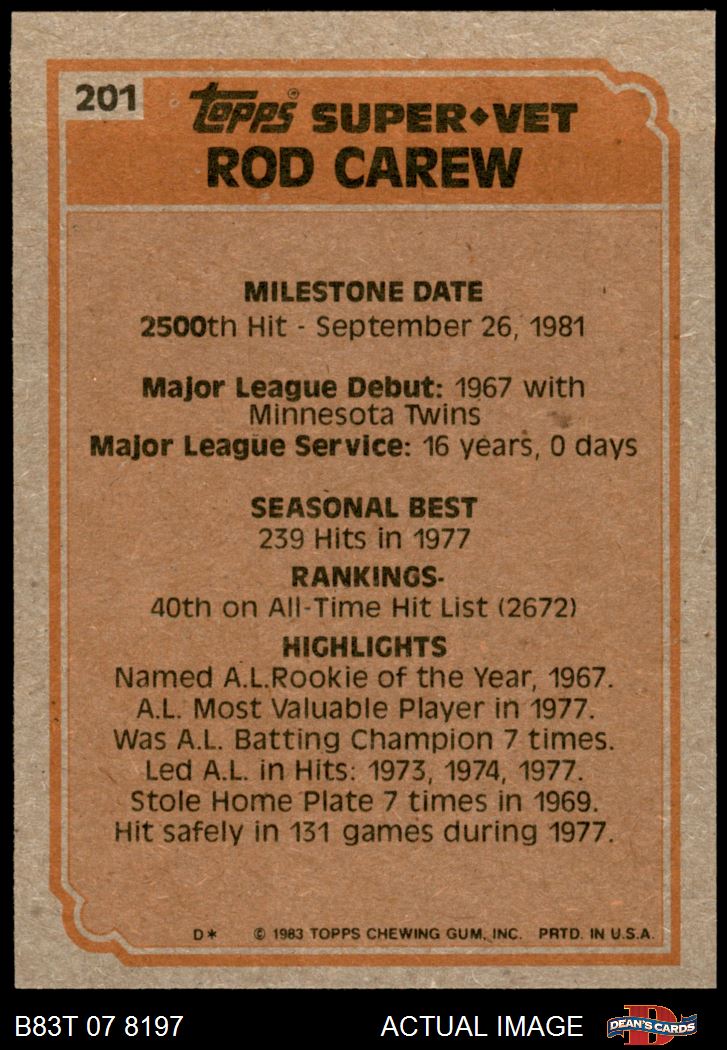 201
Topps® SUPER♦VET
ROD CAREW
MILESTONE DATE
2500th Hit - September 26, 1981
Major League Debut: 1967 with
Minnesota Twins
Major League Service: 16 years, 0 days
SEASONAL BEST
239 Hits in 1977
RANKINGS-
40th on All-Time Hit List (2672)
HIGHLIGHTS
Named A.L.Rookie of the Year, 1967.
A.L. Most Valuable Player in 1977.
Was A.L. Batting Champion 7 times.
Led A.L. in Hits: 1973, 1974, 1977.
Stole Home Plate 7 times in 1969.
Hit safely in 131 games during 1977.
D* © 1983 TOPPS CHEWING GUM, INC. PRTD. IN U.S.A.
B83T 07 8197 ACTUAL IMAGE D DEAN'S CARDS